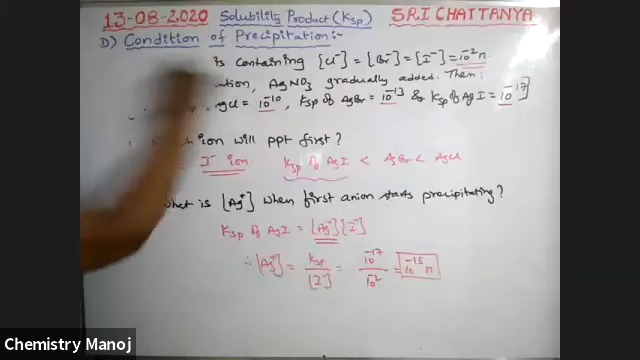 13-08-2020 Solubility Product (Ksp) SRI CHAITANYA
D) Condition of Precipitation:-
is containing [Cl⁻] = [Br⁻] = [I⁻] = 10⁻² M.
AgNO₃ gradually added. Then:
AgCl = 10⁻¹⁰, Ksp of AgBr = 10⁻¹³ & Ksp of AgI = 10⁻¹⁷]
ion will ppt first?
I⁻ ion. Ksp of AgI < AgBr < AgCl
What is [Ag⁺] when first anion starts precipitating?
Ksp of AgI = [Ag⁺] [I⁻]
∴ [Ag⁺] = Ksp / [I⁻] = 10⁻¹⁷ / 10⁻² = 10⁻¹⁵ M
Chemistry Manoj